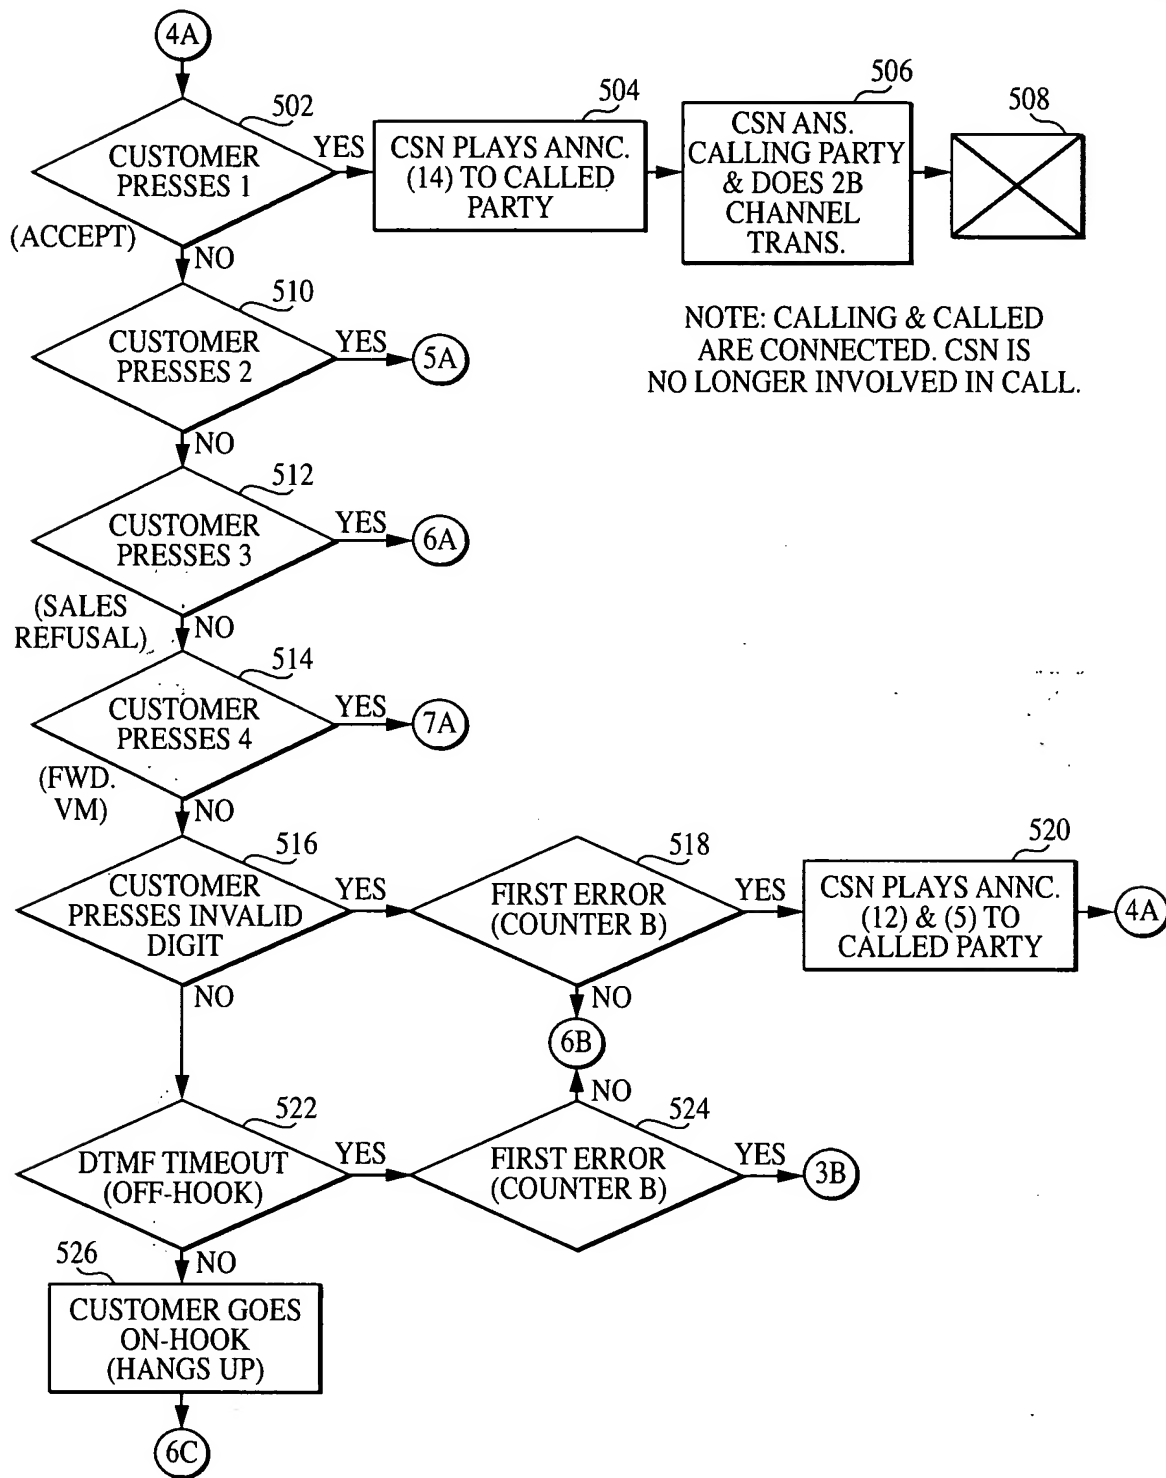 4A
502
CUSTOMER
PRESSES 1
(ACCEPT)
YES
NO
504
CSN PLAYS ANNC.
(14) TO CALLED
PARTY
506
CSN ANS.
CALLING PARTY
& DOES 2B
CHANNEL
TRANS.
508
NOTE: CALLING & CALLED
ARE CONNECTED. CSN IS
NO LONGER INVOLVED IN CALL.
510
CUSTOMER
PRESSES 2
YES
5A
NO
512
CUSTOMER
PRESSES 3
YES
6A
(SALES
REFUSAL)
NO
514
CUSTOMER
PRESSES 4
YES
7A
(FWD.
VM)
NO
516
CUSTOMER
PRESSES INVALID
DIGIT
YES
NO
518
FIRST ERROR
(COUNTER B)
YES
NO
520
CSN PLAYS ANNC.
(12) & (5) TO
CALLED PARTY
4A
6B
NO
522
DTMF TIMEOUT
(OFF-HOOK)
YES
NO
524
FIRST ERROR
(COUNTER B)
YES
3B
526
CUSTOMER GOES
ON-HOOK
(HANGS UP)
6C